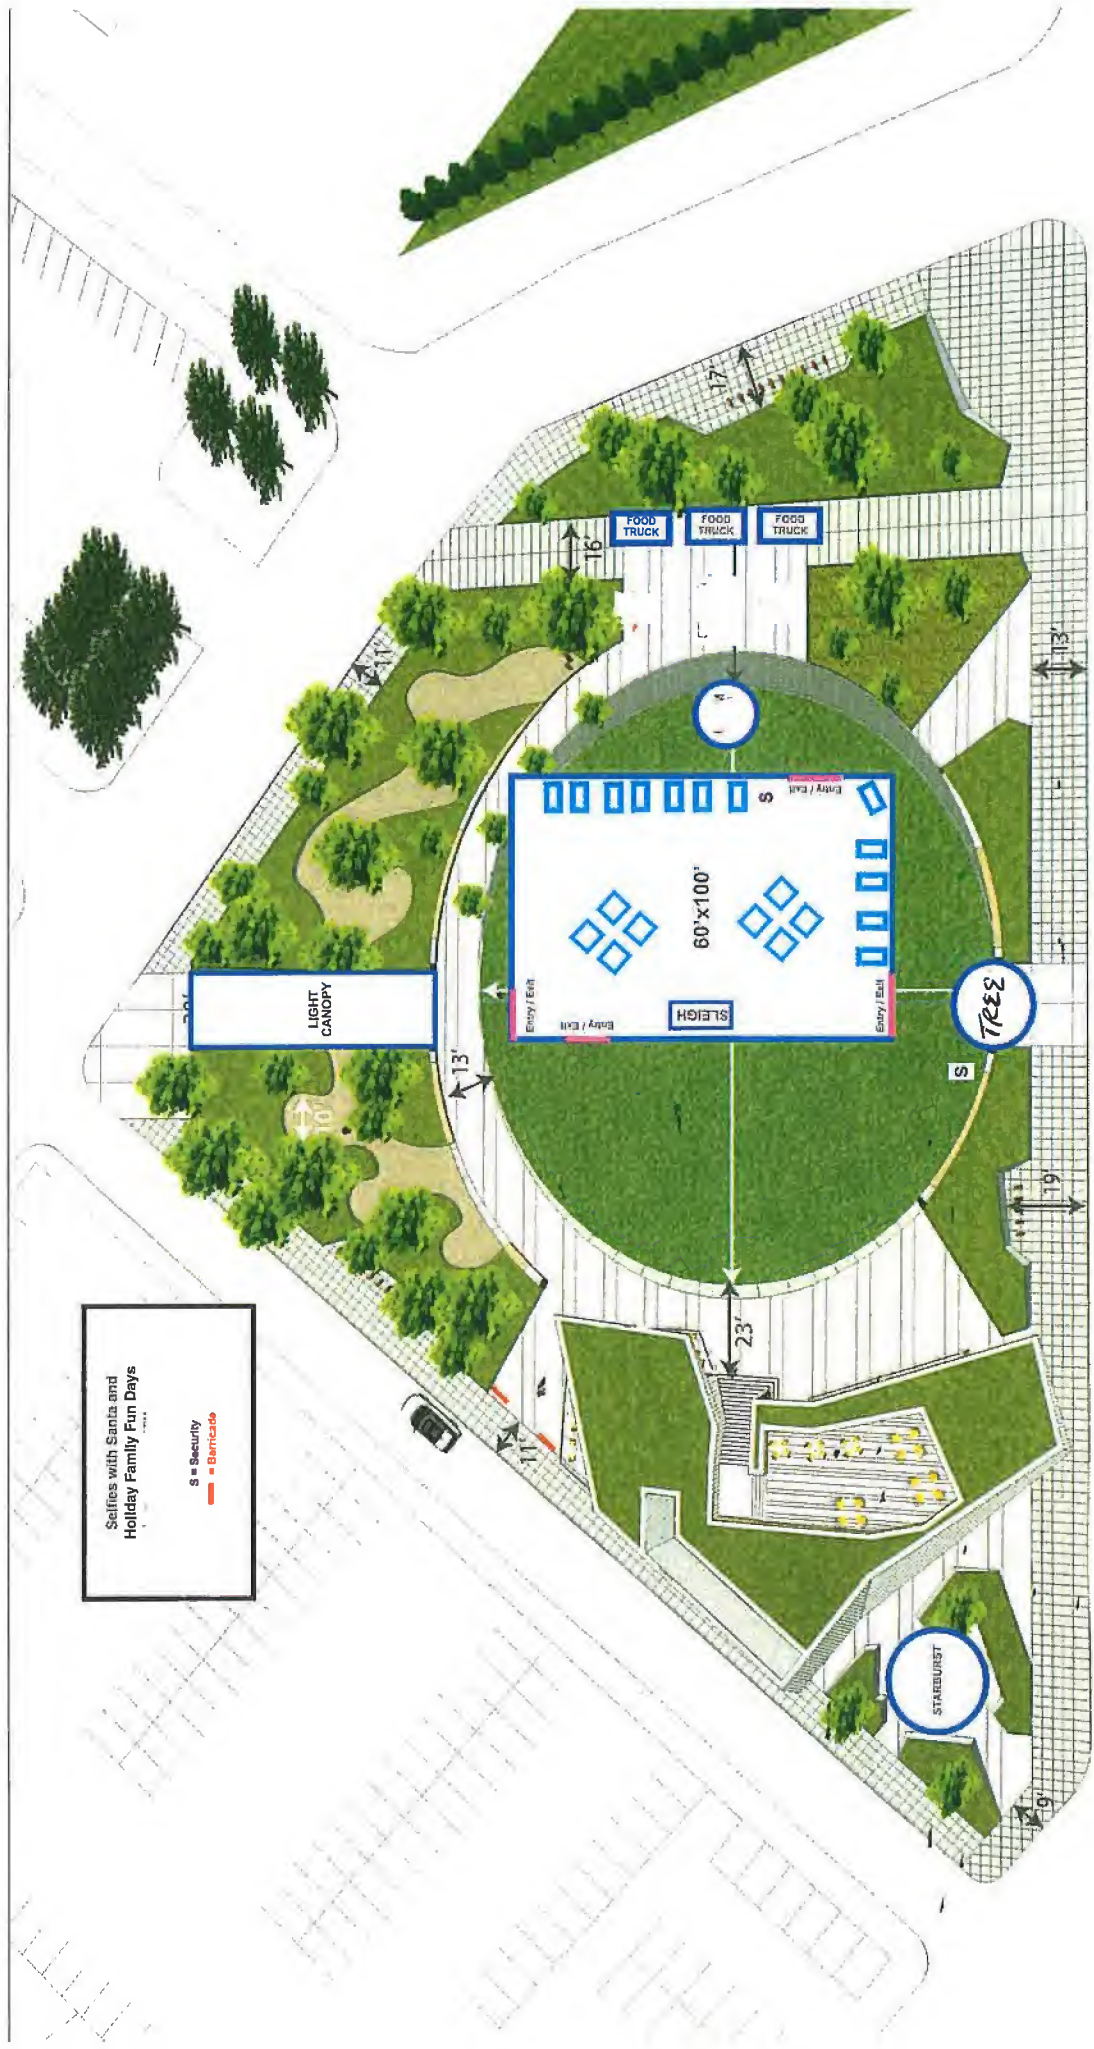 Selfies with Santa and
Holiday Family Fun Days
S = Security
= Barricade
FOOD
TRUCK
FOOD
TRUCK
FOOD
TRUCK
17'
16'
11'
13'
LIGHT
CANOPY
Entry / Exit
S
60'x100'
SLEIGH
Entry / Exit
Entry / Exit
Entry / Exit
TREE
S
13'
10'
19'
23'
11'
STARBURST
9'